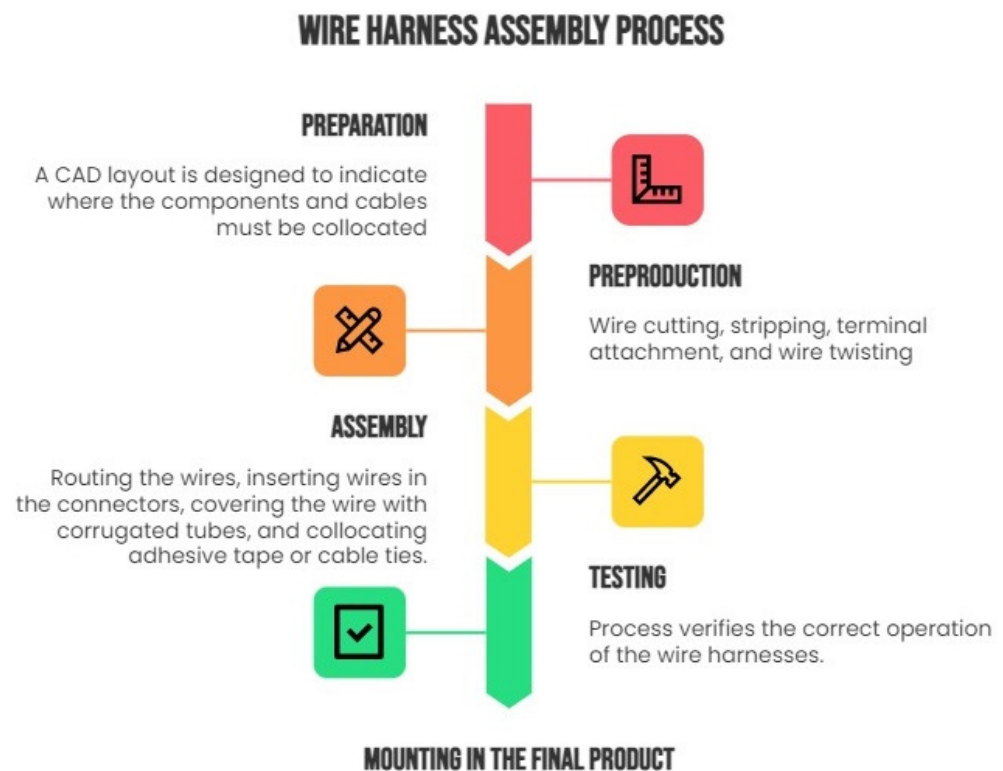 WIRE HARNESS ASSEMBLY PROCESS
PREPARATION
A CAD layout is designed to indicate
where the components and cables
must be collocated
PREPRODUCTION
Wire cutting, stripping, terminal
attachment, and wire twisting
ASSEMBLY
Routing the wires, inserting wires in
the connectors, covering the wire with
corrugated tubes, and collocating
adhesive tape or cable ties.
TESTING
Process verifies the correct operation
of the wire harnesses.
MOUNTING IN THE FINAL PRODUCT